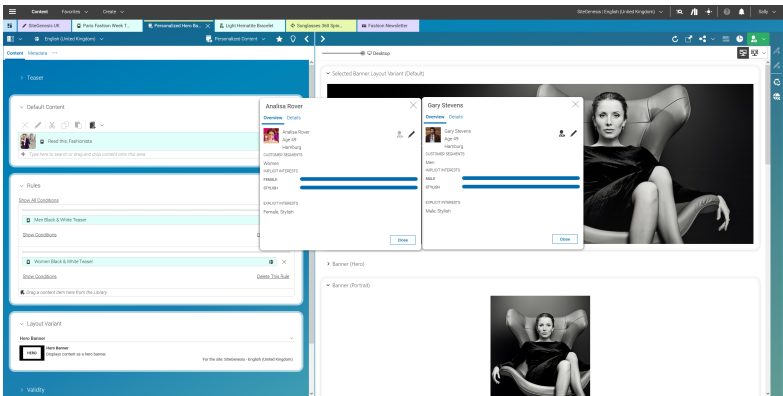 Content Favorites Create SiteGenesis | English (United Kingdom) Sally
SiteGenesis UK Paris Fashion Week T... Personalized Hero Ba... Light Hematite Bracelet Sunglasses 360 Spin... Fashion Newsletter
English (United Kingdom) Personalized Content
Content Metadata
Desktop
Teaser
Selected Banner Layout Variant (Default)
Default Content
Read this, Fashionista
Type here to search or drag and drop content onto this area.
Rules
Show All Conditions
Men Black & White Teaser
Show Conditions D
Women Black & White Teaser
Show Conditions Delete This Rule
Drag a content item here from the Library.
Layout Variant
Hero Banner
HERO
Hero Banner
Displays content as a hero banner.
For the site: SiteGenesis - English (United Kingdom)
Validity
Analisa Rover
Overview Details
Analisa Rover
Age 45
Hamburg
CUSTOMER SEGMENTS
Women
IMPLICIT INTERESTS
FEMALE
STYLISH
EXPLICIT INTERESTS
Female, Stylish
Close
Gary Stevens
Overview Details
Gary Stevens
Age 49
Hamburg
CUSTOMER SEGMENTS
Men
IMPLICIT INTERESTS
MALE
STYLISH
EXPLICIT INTERESTS
Male, Stylish
Close
Banner (Hero)
Banner (Portrait)